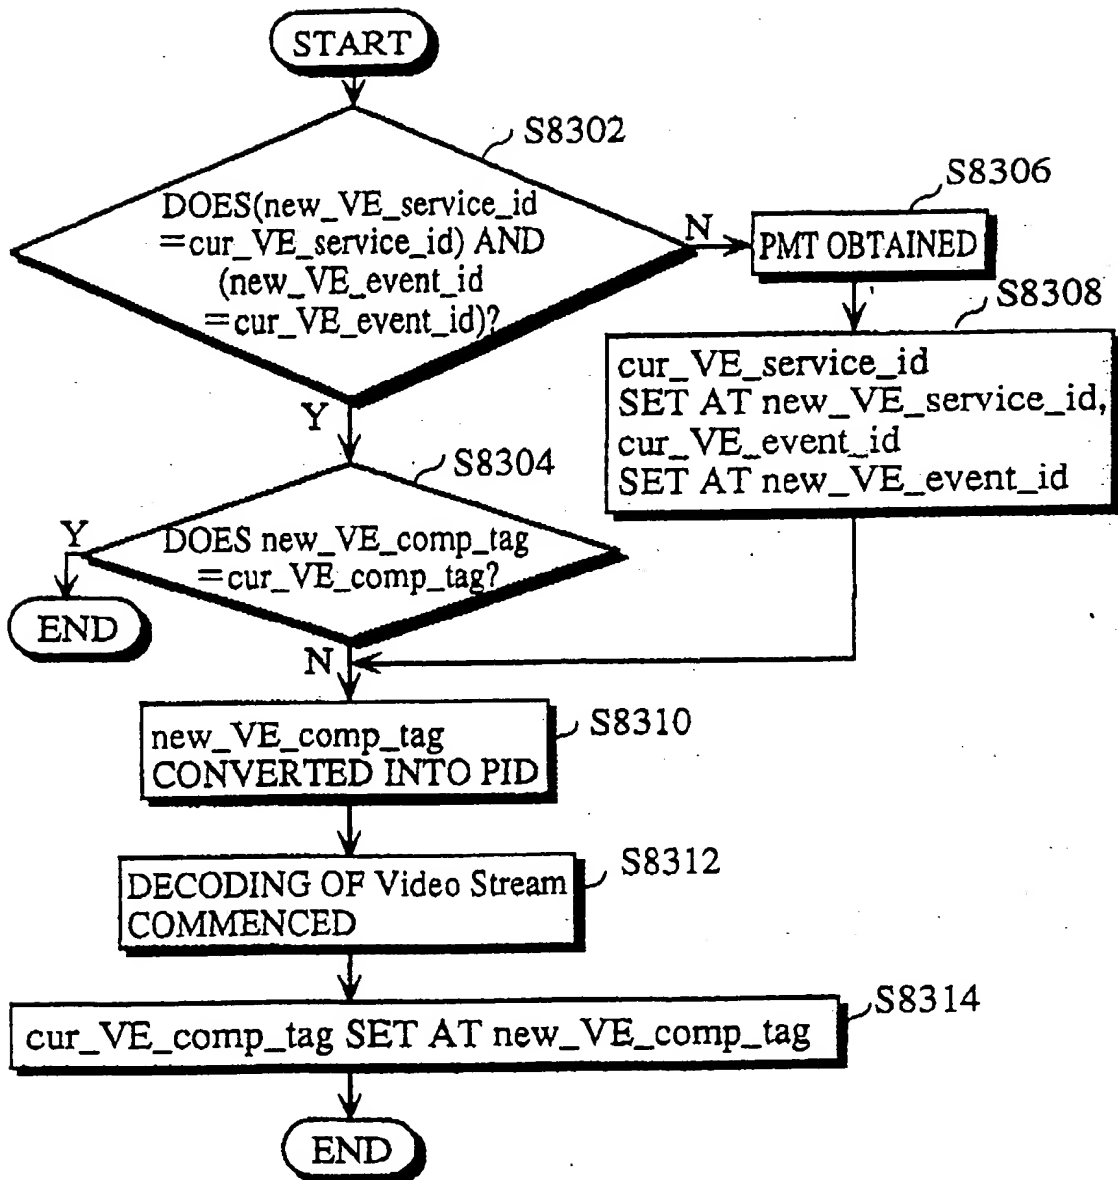 START
S8302
DOES(new_VE_service_id
=cur_VE_service_id) AND
(new_VE_event_id
=cur_VE_event_id)?
N
S8306
PMT OBTAINED
S8308
cur_VE_service_id
SET AT new_VE_service_id,
cur_VE_event_id
SET AT new_VE_event_id
Y
S8304
DOES new_VE_comp_tag
=cur_VE_comp_tag?
Y
END
N
S8310
new_VE_comp_tag
CONVERTED INTO PID
S8312
DECODING OF Video Stream
COMMENCED
S8314
cur_VE_comp_tag SET AT new_VE_comp_tag
END